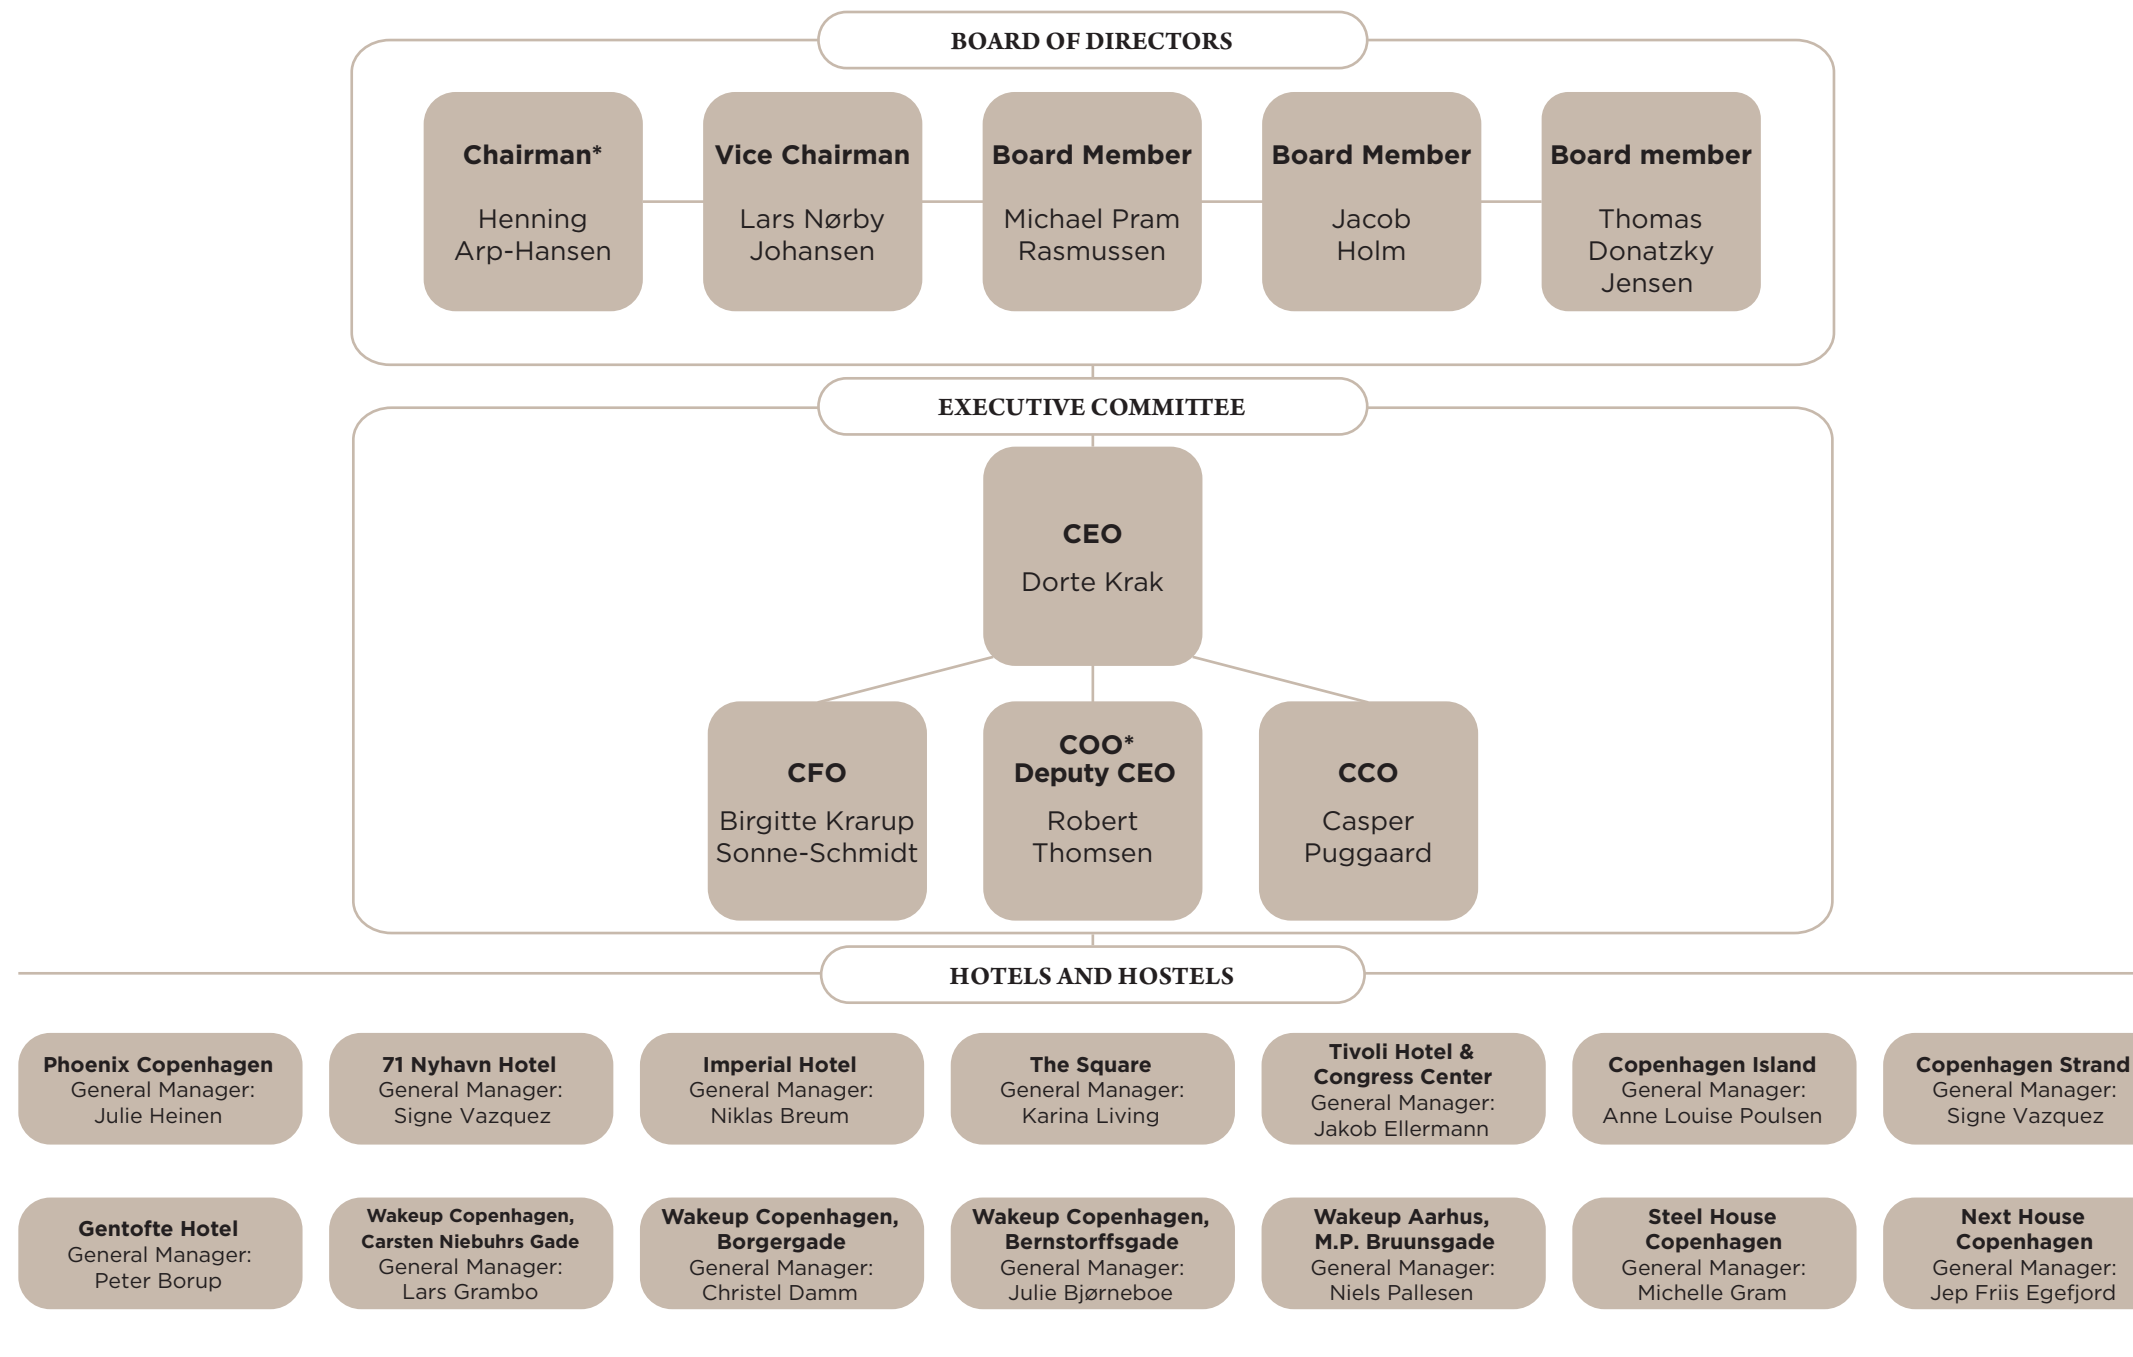 BOARD OF DIRECTORS
Chairman*
Henning
Arp-Hansen
Vice Chairman
Lars Nørby
Johansen
Board Member
Michael Pram
Rasmussen
Board Member
Jacob
Holm
Board member
Thomas
Donatzky
Jensen
EXECUTIVE COMMITTEE
CEO
Dorte Krak
CFO
Birgitte Krarup
Sonne-Schmidt
COO*
Deputy CEO
Robert
Thomsen
CCO
Casper
Puggaard
HOTELS AND HOSTELS
Phoenix Copenhagen
General Manager:
Julie Heinen
71 Nyhavn Hotel
General Manager:
Signe Vazquez
Imperial Hotel
General Manager:
Niklas Breum
The Square
General Manager:
Karina Living
Tivoli Hotel &
Congress Center
General Manager:
Jakob Ellermann
Copenhagen Island
General Manager:
Anne Louise Poulsen
Copenhagen Strand
General Manager:
Signe Vazquez
Gentofte Hotel
General Manager:
Peter Borup
Wakeup Copenhagen,
Carsten Niebuhrs Gade
General Manager:
Lars Grambo
Wakeup Copenhagen,
Borgergade
General Manager:
Christel Damm
Wakeup Copenhagen,
Bernstorffsgade
General Manager:
Julie Bjørneboe
Wakeup Aarhus,
M.P. Bruunsgade
General Manager:
Niels Pallesen
Steel House
Copenhagen
General Manager:
Michelle Gram
Next House
Copenhagen
General Manager:
Jep Friis Egefjord